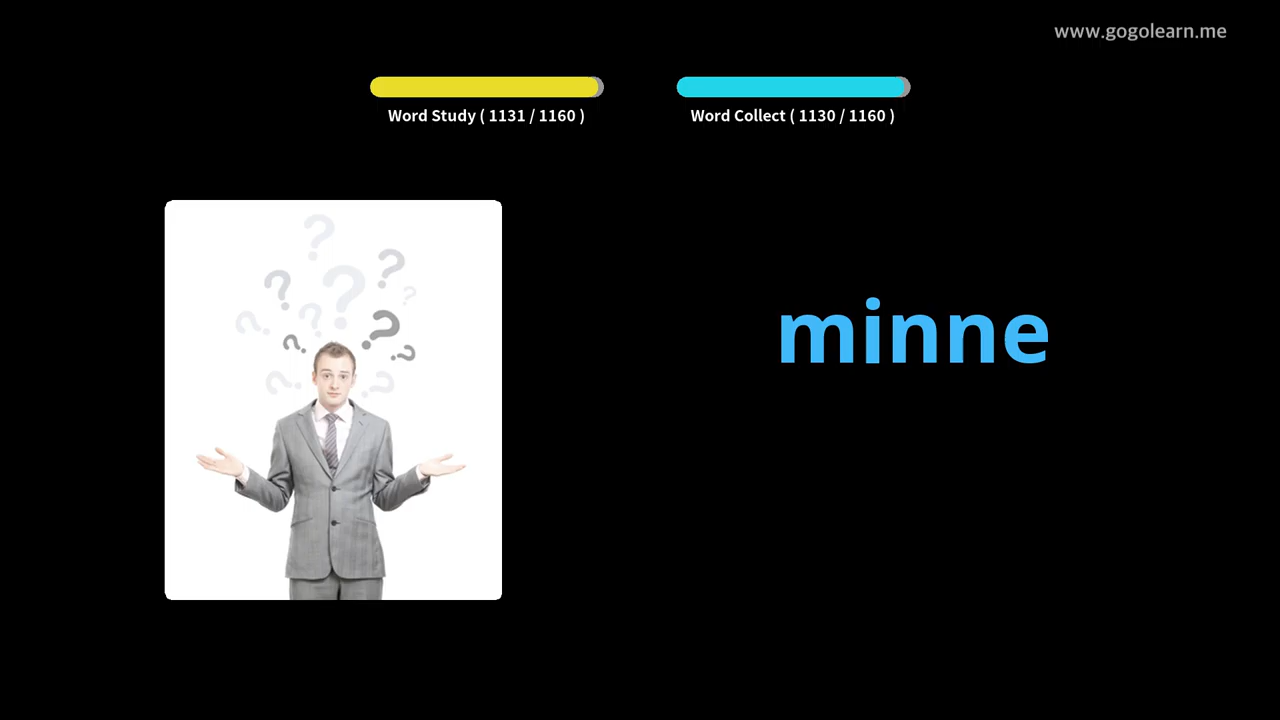 www.gogolearn.me
Word Study ( 1131 / 1160 )
Word Collect ( 1130 / 1160 )
? ? ? ? ? ? ? ? ? ? ?
minne